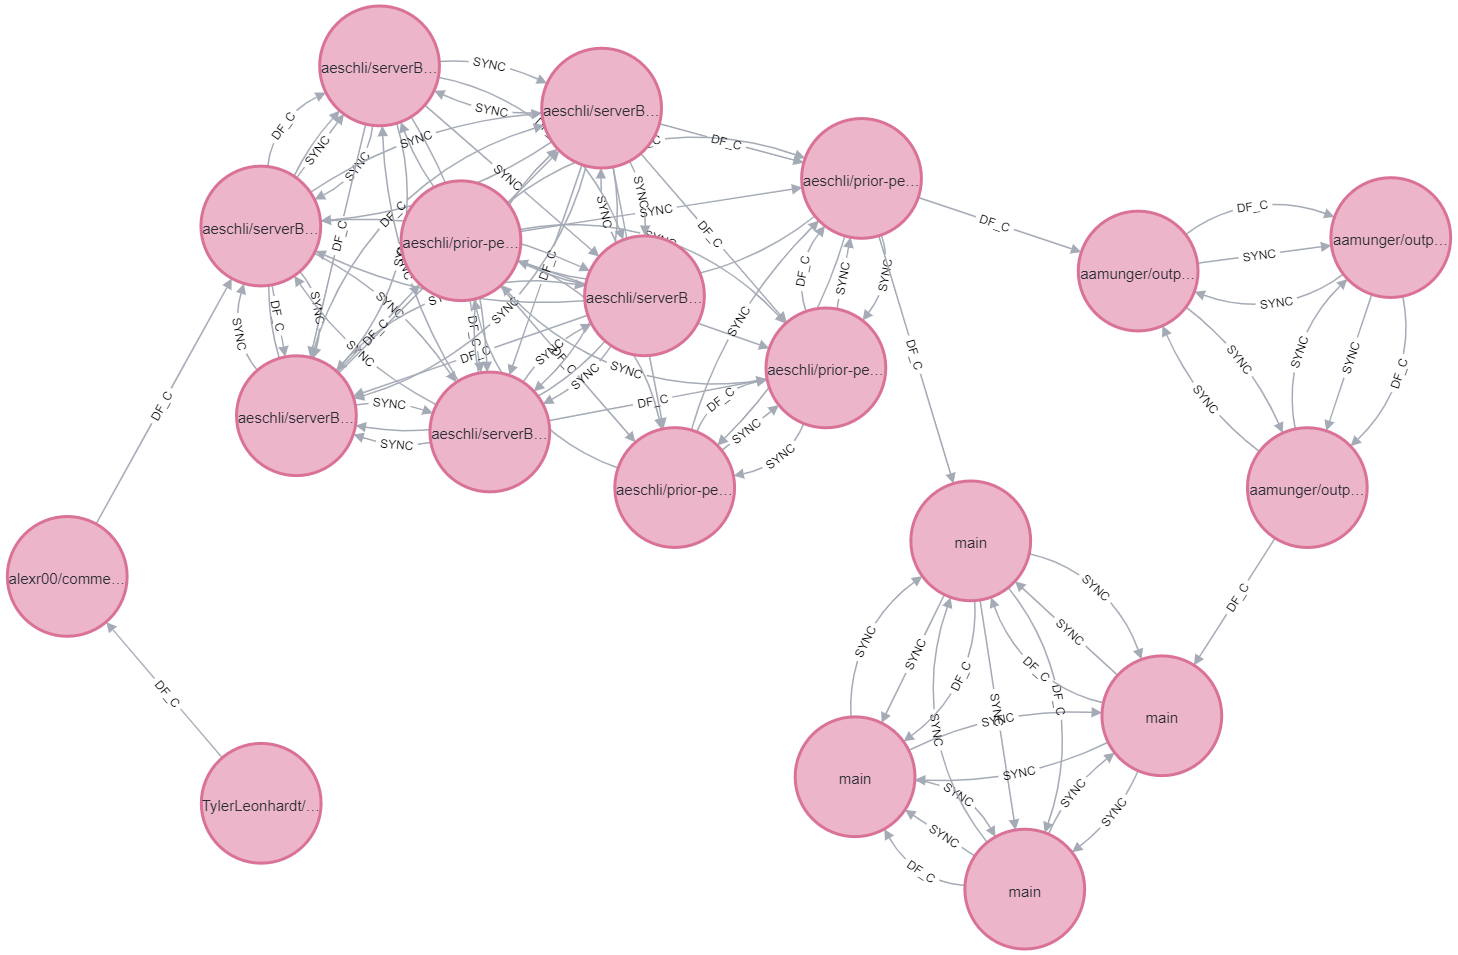 aeschli/serverB...
SYNC
SYNC
aeschli/serverB...
DF_C
SYNC
SYNC
SYNC
DF_C
aeschli/prior-pe...
aeschli/serverB...
SYNC
DF_C
DF_C
aeschli/prior-pe...
SYNC
SYNC
SYNC
DF_C
DF_C
DF_C
SYNC
aamunger/outp...
DF_C
SYNC
SYNC
aamunger/outp...
aeschli/serverB...
DF_C
DF_C
SYNC
SYNC
SYNC
SYNC
DF_C
SYNC
SYNC
DF_C
SYNC
SYNC
DF_C
DF_C
SYNC
DF_C
SYNC
SYNC
aeschli/prior-pe...
DF_C
SYNC
SYNC
SYNC
DF_C
SYNC
aeschli/serverB...
SYNC
SYNC
aeschli/serverB...
DF_C
DF_C
SYNC
SYNC
aeschli/prior-pe...
DF_C
aamunger/outp...
main
alexr00/comme...
DF_C
DF_C
SYNC
SYNC
SYNC
SYNC
DF_C
DF_C
DF_C
SYNC
SYNC
SYNC
main
SYNC
main
SYNC
SYNC
SYNC
SYNC
DF_C
main
DF_C
TylerLeonhardt/...